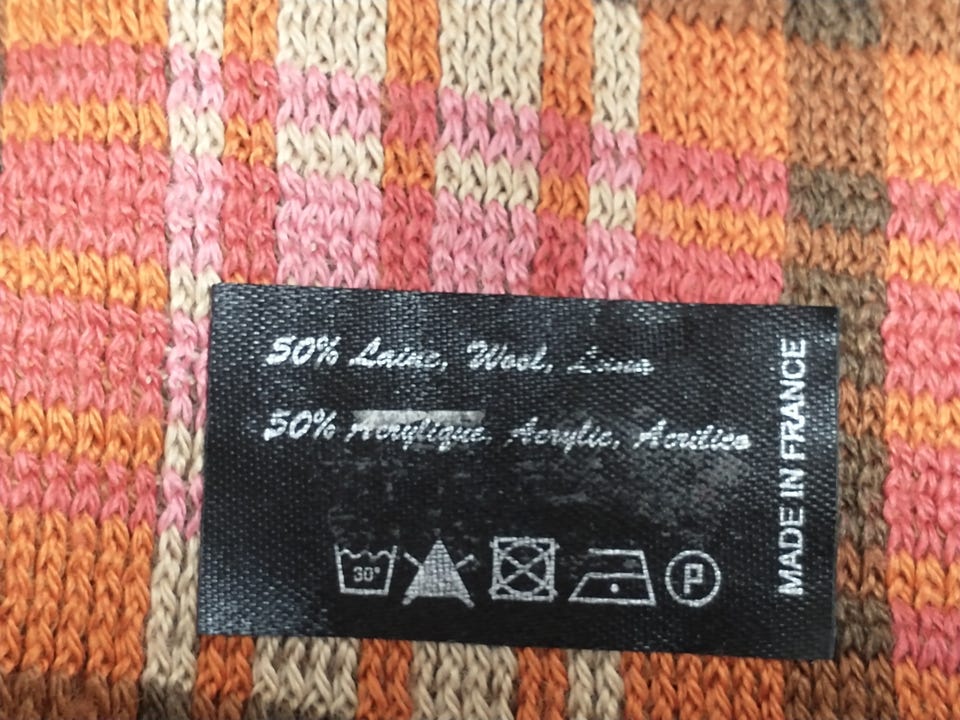 50% Laine, Wool, Lana
50% Acrylique, Acrylic, Acrilico
30°
P
MADE IN FRANCE